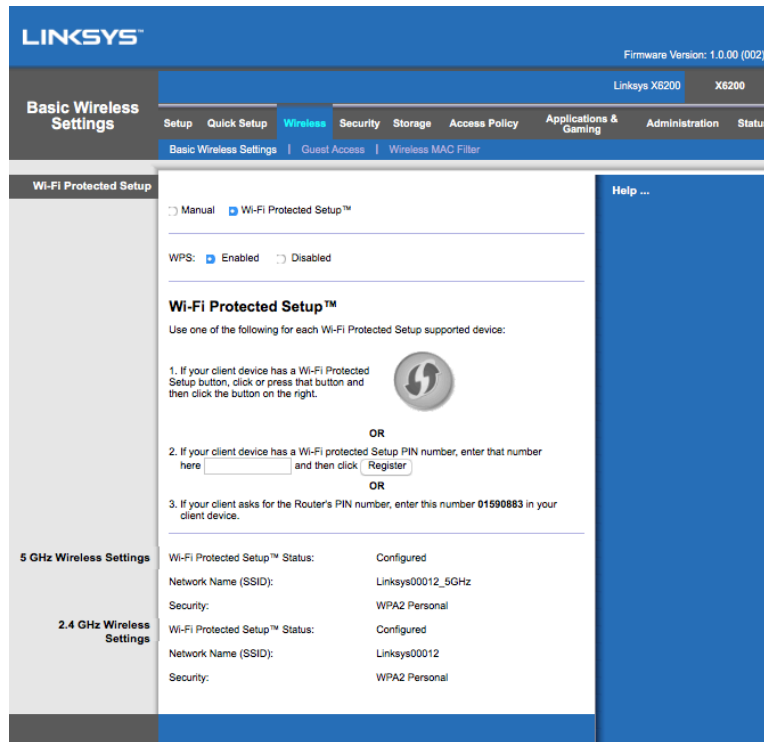 LINKSYS™
Firmware Version: 1.0.00 (002)
Linksys X6200 X6200
Basic Wireless
Settings
Setup Quick Setup Wireless Security Storage Access Policy Applications &
Gaming Administration Statu
Basic Wireless Settings | Guest Access | Wireless MAC Filter
Wi-Fi Protected Setup
Help ...
Manual Wi-Fi Protected Setup™
WPS: Enabled Disabled
Wi-Fi Protected Setup™
Use one of the following for each Wi-Fi Protected Setup supported device:
1. If your client device has a Wi-Fi Protected
Setup button, click or press that button and
then click the button on the right.
OR
2. If your client device has a Wi-Fi protected Setup PIN number, enter that number
here and then click Register
OR
3. If your client asks for the Router's PIN number, enter this number 01590883 in your
client device.
5 GHz Wireless Settings Wi-Fi Protected Setup™ Status: Configured
Network Name (SSID): Linksys00012_5GHz
Security: WPA2 Personal
2.4 GHz Wireless
Settings
Wi-Fi Protected Setup™ Status: Configured
Network Name (SSID): Linksys00012
Security: WPA2 Personal